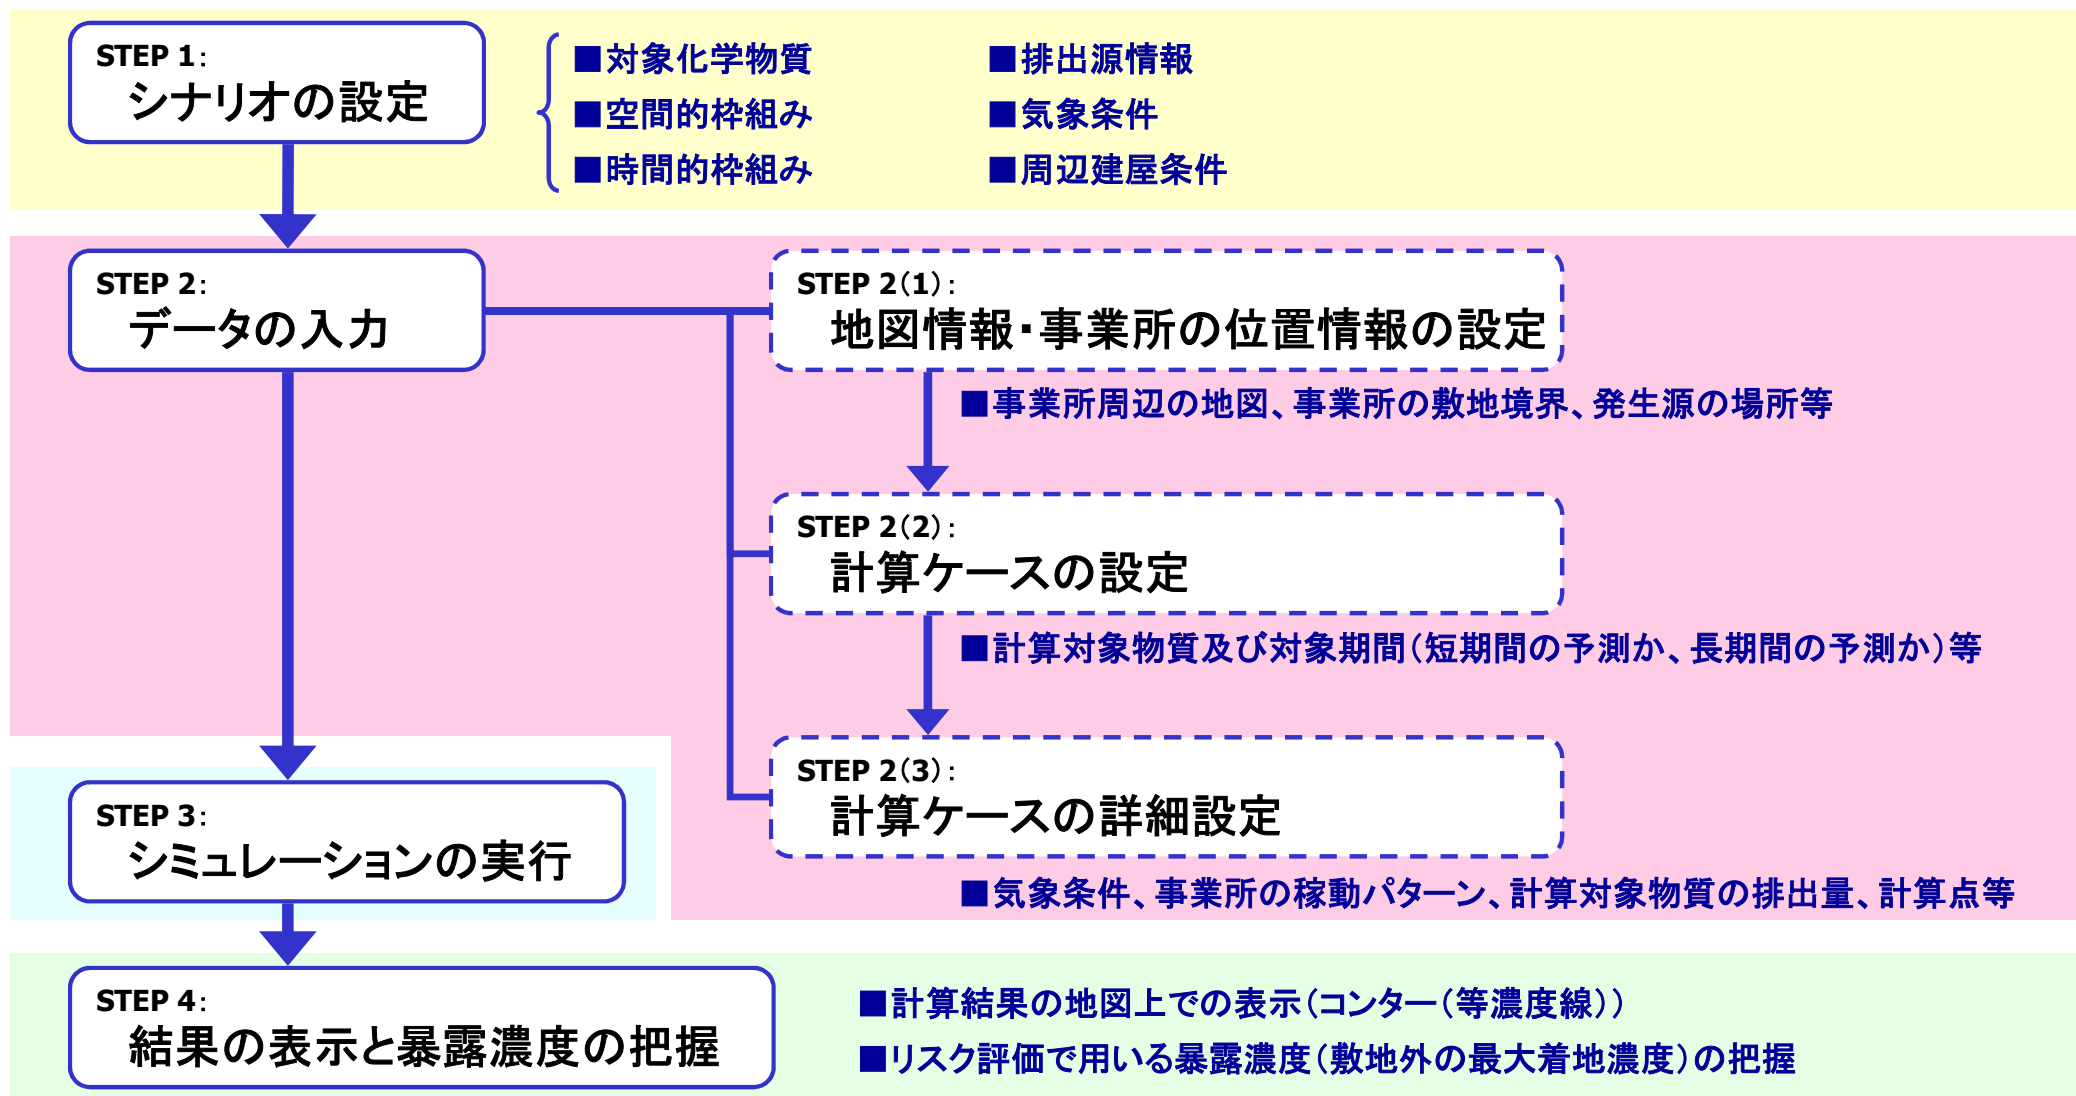 STEP 1：
シナリオの設定
■対象化学物質
■排出源情報
■空間的枠組み
■気象条件
■時間的枠組み
■周辺建屋条件
STEP 2：
データの入力
STEP 2（1）：
地図情報・事業所の位置情報の設定
■事業所周辺の地図、事業所の敷地境界、発生源の場所等
STEP 2（2）：
計算ケースの設定
■計算対象物質及び対象期間（短期間の予測か、長期間の予測か）等
STEP 2（3）：
計算ケースの詳細設定
■気象条件、事業所の稼動パターン、計算対象物質の排出量、計算点等
STEP 3：
シミュレーションの実行
STEP 4：
結果の表示と暴露濃度の把握
■計算結果の地図上での表示（コンター（等濃度線））
■リスク評価で用いる暴露濃度（敷地外の最大着地濃度）の把握